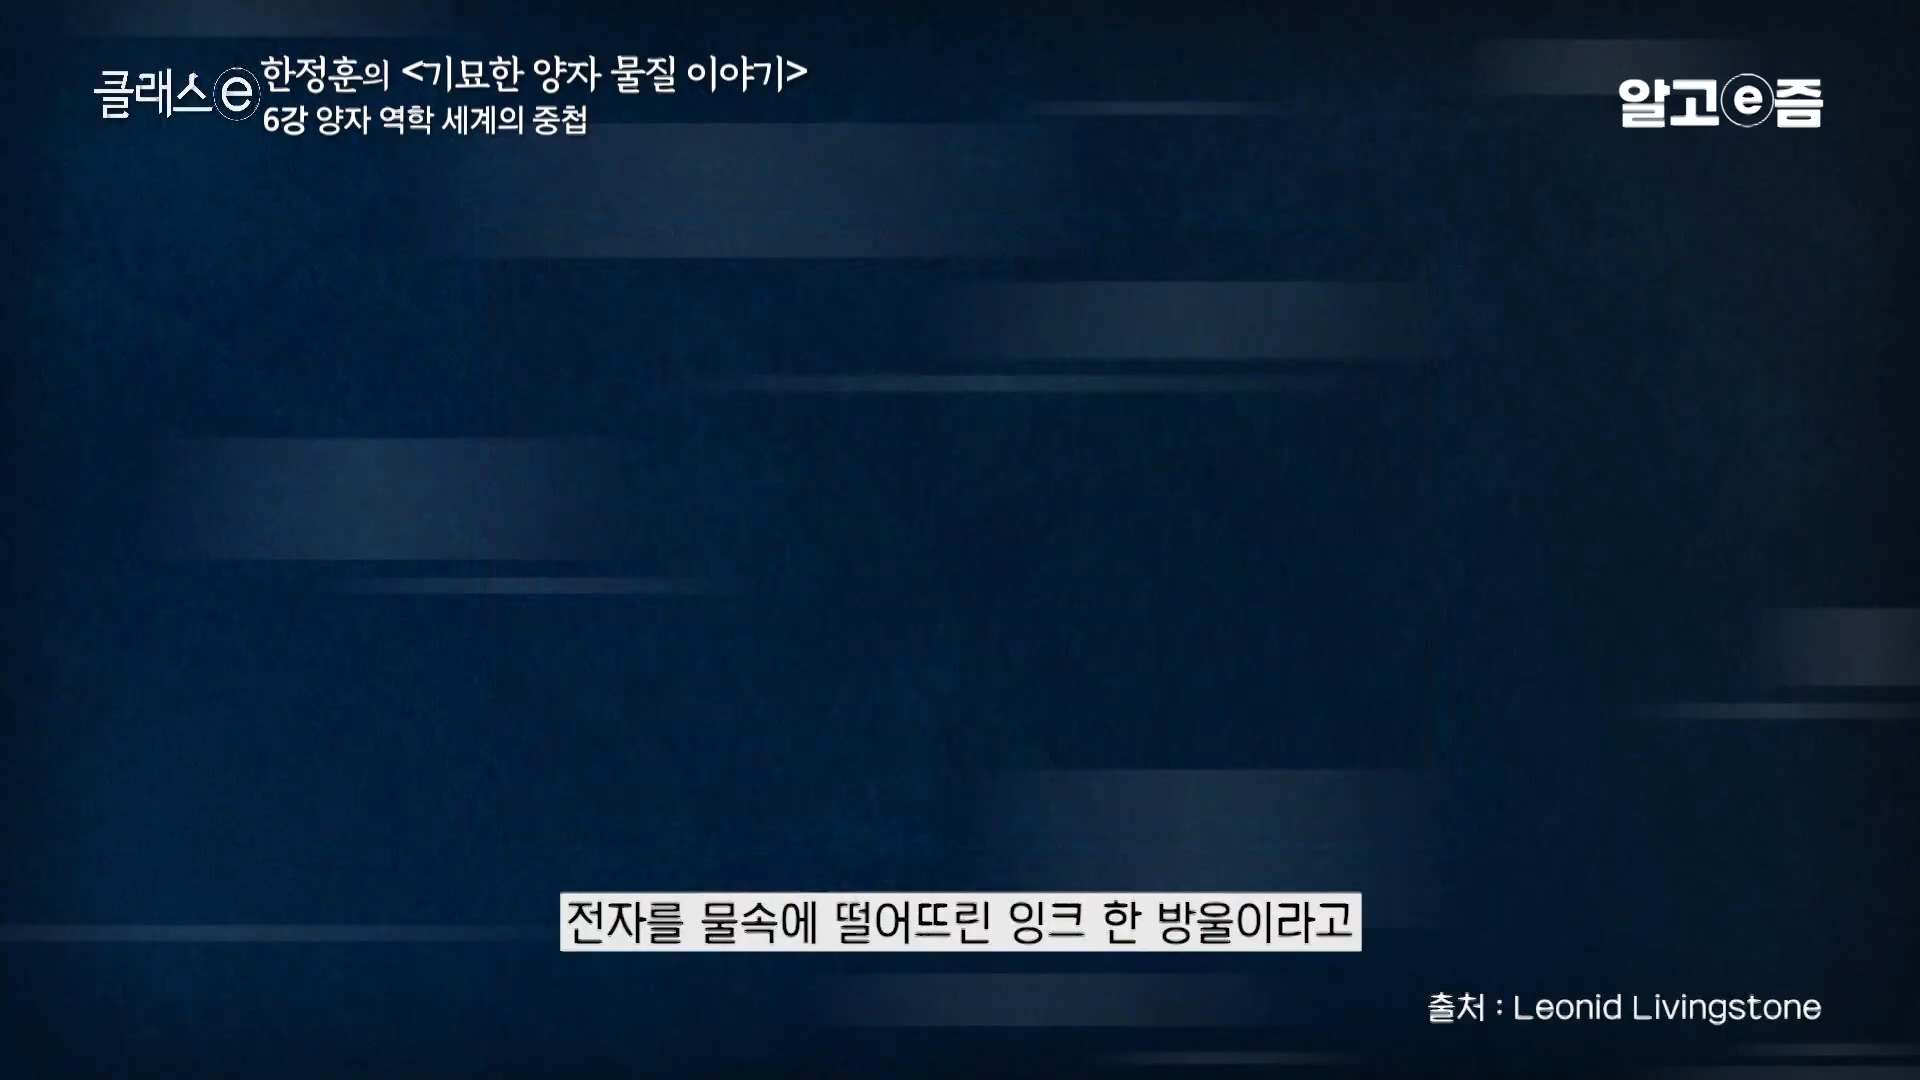 클래스e
한정훈의 <기묘한 양자 물질 이야기>
6강 양자 역학 세계의 중첩
알고e즘
전자를 물속에 떨어뜨린 잉크 한 방울이라고
출처 : Leonid Livingstone